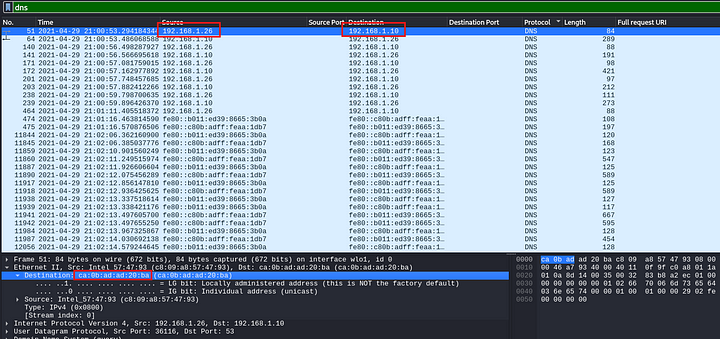 dns
No. Time Source Source Port Destination Destination Port Protocol Length Full request URI
51 2021-04-29 21:00:53.294184344 192.168.1.26 192.168.1.10 DNS 84
64 2021-04-29 21:00:53.486068588 192.168.1.10 192.168.1.26 DNS 289
140 2021-04-29 21:00:56.498287927 192.168.1.26 192.168.1.10 DNS 88
156 2021-04-29 21:00:56.566695618 192.168.1.10 192.168.1.26 DNS 191
171 2021-04-29 21:00:57.081759015 192.168.1.26 192.168.1.10 DNS 98
172 2021-04-29 21:00:57.162977892 192.168.1.10 192.168.1.26 DNS 421
201 2021-04-29 21:00:57.748457685 192.168.1.26 192.168.1.10 DNS 97
203 2021-04-29 21:00:57.882412266 192.168.1.10 192.168.1.26 DNS 212
238 2021-04-29 21:00:59.798700635 192.168.1.26 192.168.1.10 DNS 111
239 2021-04-29 21:00:59.896426370 192.168.1.10 192.168.1.26 DNS 273
464 2021-04-29 21:01:11.405518372 192.168.1.26 192.168.1.10 DNS 88
474 2021-04-29 21:01:16.463814590 fe80::b011:ed39:8665:3b0a fe80::c80b:adff:feaa:1… DNS 108
475 2021-04-29 21:01:16.570876506 fe80::c80b:adff:feaa:1db7 fe80::b011:ed39:8665:3… DNS 197
11844 2021-04-29 21:02:06.362160900 fe80::b011:ed39:8665:3b0a fe80::c80b:adff:feaa:1… DNS 120
11845 2021-04-29 21:02:06.385037776 fe80::c80b:adff:feaa:1db7 fe80::b011:ed39:8665:3… DNS 168
11859 2021-04-29 21:02:10.901560249 fe80::b011:ed39:8665:3b0a fe80::c80b:adff:feaa:1… DNS 123
11860 2021-04-29 21:02:11.249515974 fe80::c80b:adff:feaa:1db7 fe80::b011:ed39:8665:3… DNS 547
11887 2021-04-29 21:02:11.926606604 fe80::b011:ed39:8665:3b0a fe80::c80b:adff:feaa:1… DNS 125
11890 2021-04-29 21:02:12.075456289 fe80::c80b:adff:feaa:1db7 fe80::b011:ed39:8665:3… DNS 589
11917 2021-04-29 21:02:12.856147810 fe80::b011:ed39:8665:3b0a fe80::c80b:adff:feaa:1… DNS 125
11918 2021-04-29 21:02:12.936425625 fe80::c80b:adff:feaa:1db7 fe80::b011:ed39:8665:3… DNS 589
11938 2021-04-29 21:02:13.337518614 fe80::b011:ed39:8665:3b0a fe80::c80b:adff:feaa:1… DNS 127
11939 2021-04-29 21:02:13.338421176 fe80::b011:ed39:8665:3b0a fe80::c80b:adff:feaa:1… DNS 117
11941 2021-04-29 21:02:13.497605700 fe80::c80b:adff:feaa:1db7 fe80::b011:ed39:8665:3… DNS 667
11942 2021-04-29 21:02:13.497655250 fe80::c80b:adff:feaa:1db7 fe80::b011:ed39:8665:3… DNS 595
11984 2021-04-29 21:02:13.967325867 fe80::b011:ed39:8665:3b0a fe80::c80b:adff:feaa:1… DNS 128
11987 2021-04-29 21:02:14.030692138 fe80::c80b:adff:feaa:1db7 fe80::b011:ed39:8665:3… DNS 454
12056 2021-04-29 21:02:14.579244645 fe80::b011:ed39:8665:3b0a fe80::c80b:adff:feaa:1… DNS 128
Frame 51: 84 bytes on wire (672 bits), 84 bytes captured (672 bits) on interface wlo1, id 0
Ethernet II, Src: Intel_57:47:93 (c8:09:a8:57:47:93), Dst: ca:0b:ad:ad:20:ba (ca:0b:ad:ad:20:ba)
Destination: ca:0b:ad:ad:20:ba (ca:0b:ad:ad:20:ba)
.... ..1. .... .... .... .... = LG bit: Locally administered address (this is NOT the factory default)
.... ...0 .... .... .... .... = IG bit: Individual address (unicast)
Source: Intel_57:47:93 (c8:09:a8:57:47:93)
Type: IPv4 (0x0800)
[Stream index: 0]
Internet Protocol Version 4, Src: 192.168.1.26, Dst: 192.168.1.10
User Datagram Protocol, Src Port: 36116, Dst Port: 53
Domain Name System (query)
0000 ca 0b ad ad 20 ba c8 09 a8 57 47 93 08 00
0010 00 46 a7 93 40 00 40 11 0f 9f c0 a8 01 1a
0020 01 0a 8d 14 00 35 00 32 83 b8 a2 ec 01 00
0030 00 00 00 00 00 01 02 66 70 06 6d 73 65 64
0040 03 6e 65 74 00 00 01 00 01 00 00 29 02 fe
0050 00 00 00 00